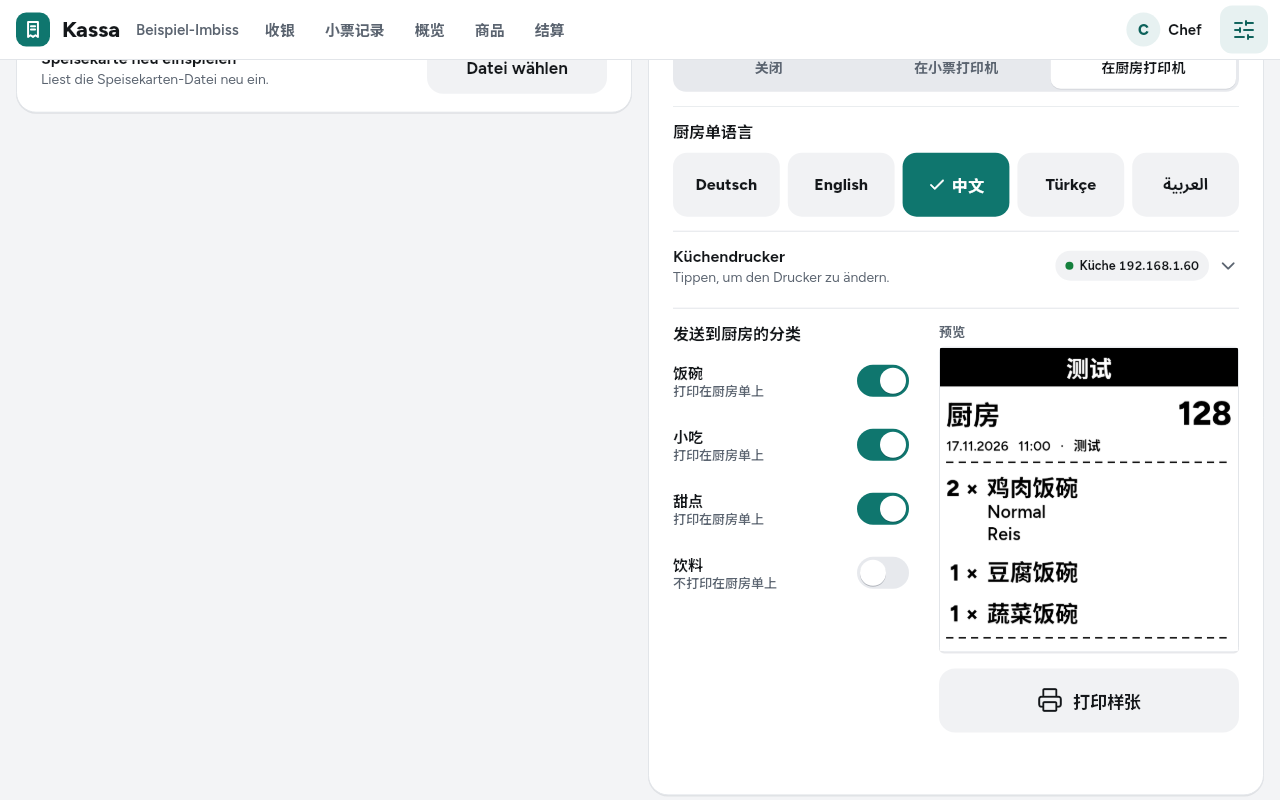 Kassa
Beispiel-Imbiss
收银
小票记录
概览
商品
结算
C
Chef
Speisekarte neu einspielen
Liest die Speisekarten-Datei neu ein.
Datei wählen
关闭
在小票打印机
在厨房打印机
厨房单语言
Deutsch
English
中文
Türkçe
العربية
Küchendrucker
Tippen, um den Drucker zu ändern.
Küche 192.168.1.60
发送到厨房的分类
饭碗
打印在厨房单上
小吃
打印在厨房单上
甜点
打印在厨房单上
饮料
不打印在厨房单上
预览
测试
厨房 128
17.11.2026 11:00 · 测试
2 × 鸡肉饭碗
Normal
Reis
1 × 豆腐饭碗
1 × 蔬菜饭碗
打印样张